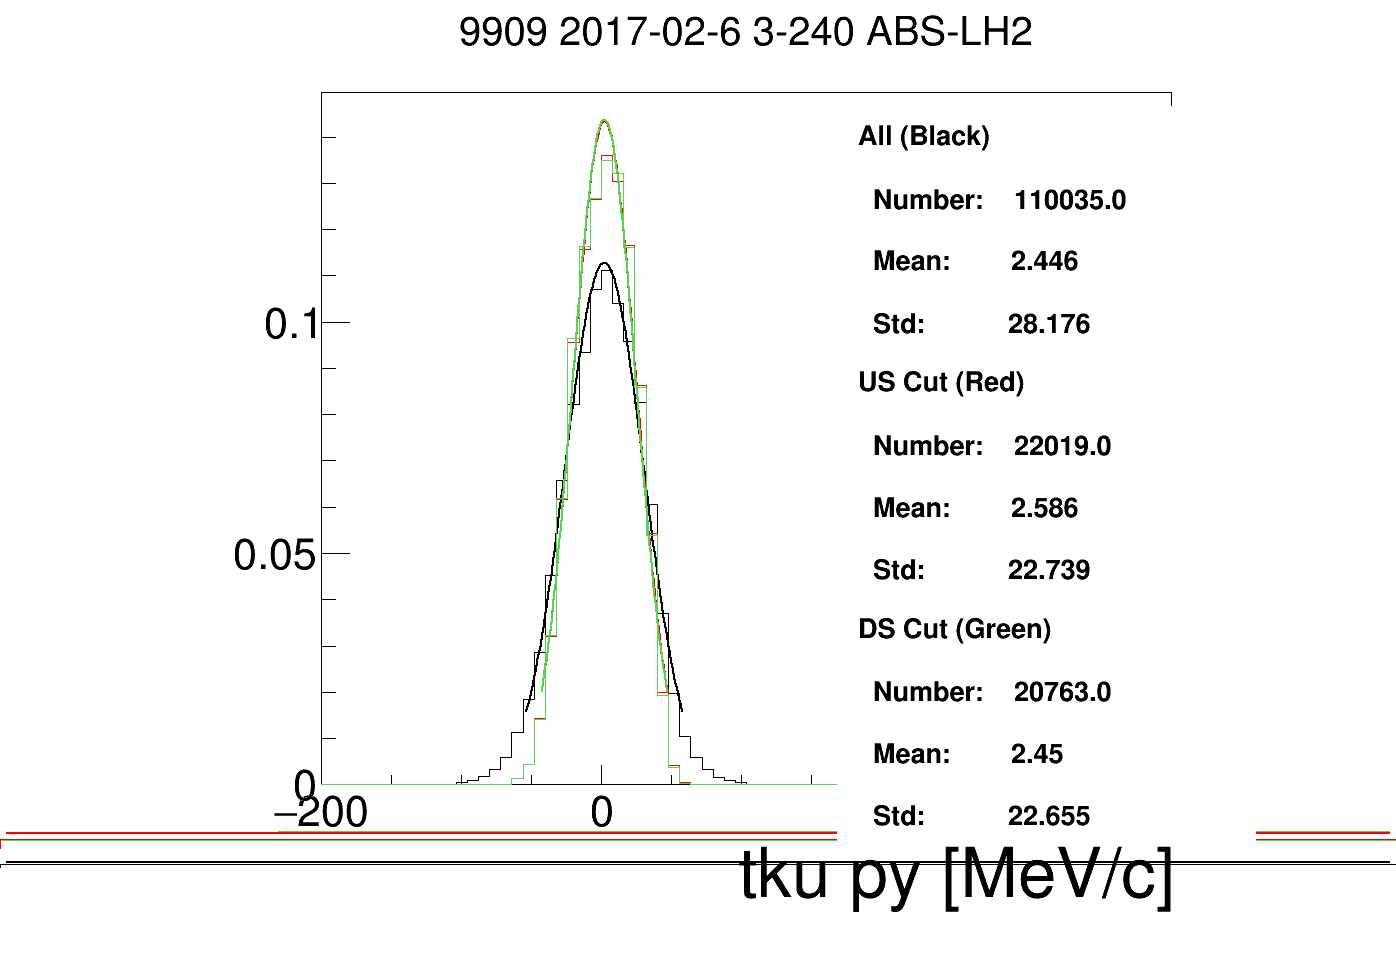 9909 2017-02-6 3-240 ABS-LH2
All (Black)
Number: 110035.0
Mean: 2.446
Std: 28.176
US Cut (Red)
Number: 22019.0
Mean: 2.586
Std: 22.739
DS Cut (Green)
Number: 20763.0
Mean: 2.45
Std: 22.655
0.1
0.05
0
−200 0
tku py [MeV/c]